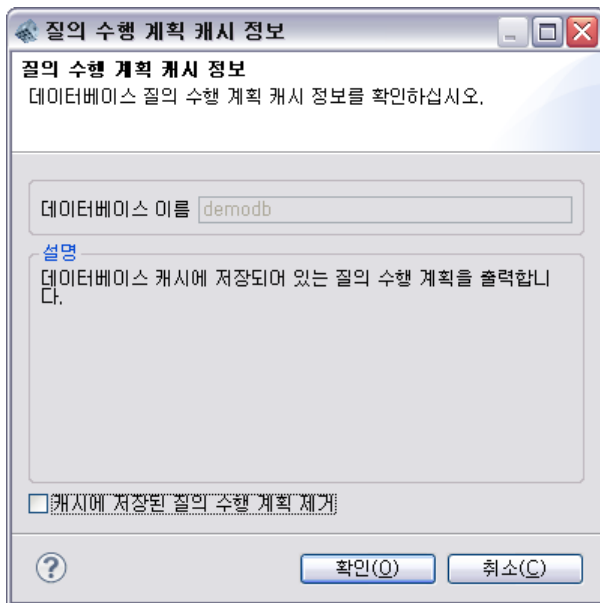 질의 수행 계획 캐시 정보
질의 수행 계획 캐시 정보
데이터베이스 질의 수행 계획 캐시 정보를 확인하십시오.
데이터베이스 이름 demodb
설명
데이터베이스 캐시에 저장되어 있는 질의 수행 계획을 출력합니
다.
캐시에 저장된 질의 수행 계획 제거
확인(O) 취소(C)